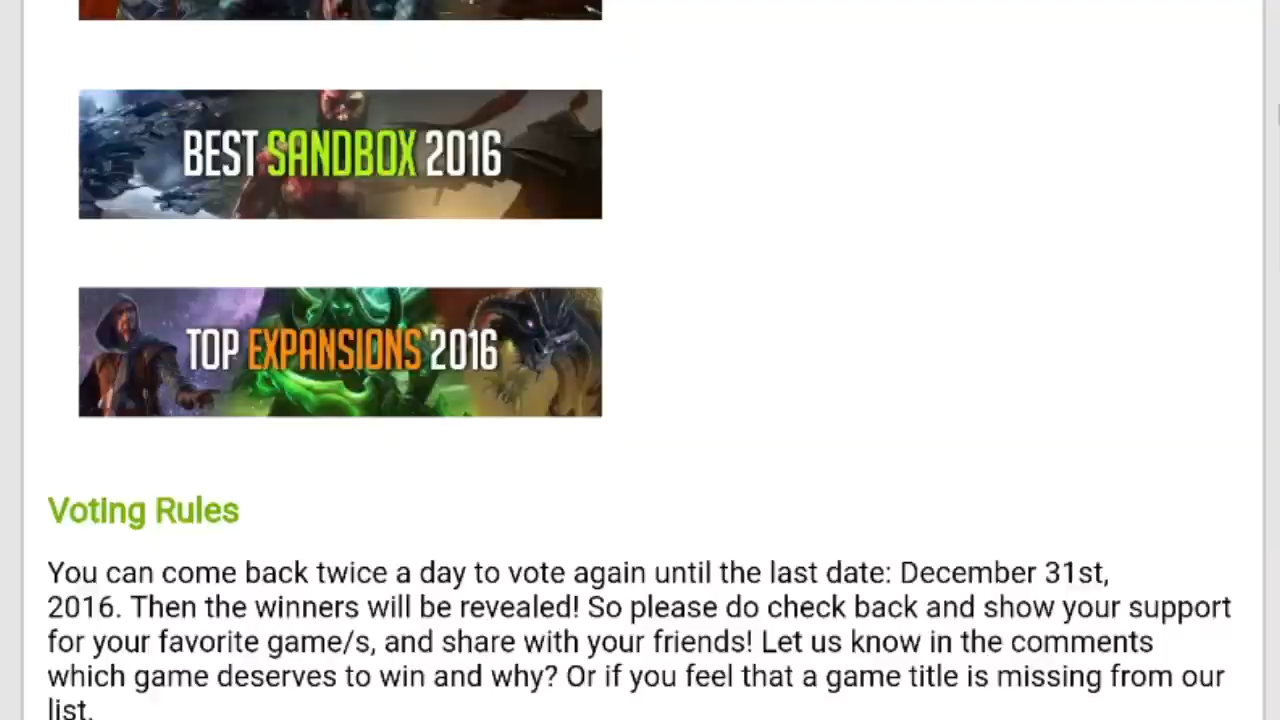 BEST SANDBOX 2016
TOP EXPANSIONS 2016
Voting Rules
You can come back twice a day to vote again until the last date: December 31st,
2016. Then the winners will be revealed! So please do check back and show your support
for your favorite game/s, and share with your friends! Let us know in the comments
which game deserves to win and why? Or if you feel that a game title is missing from our
list.